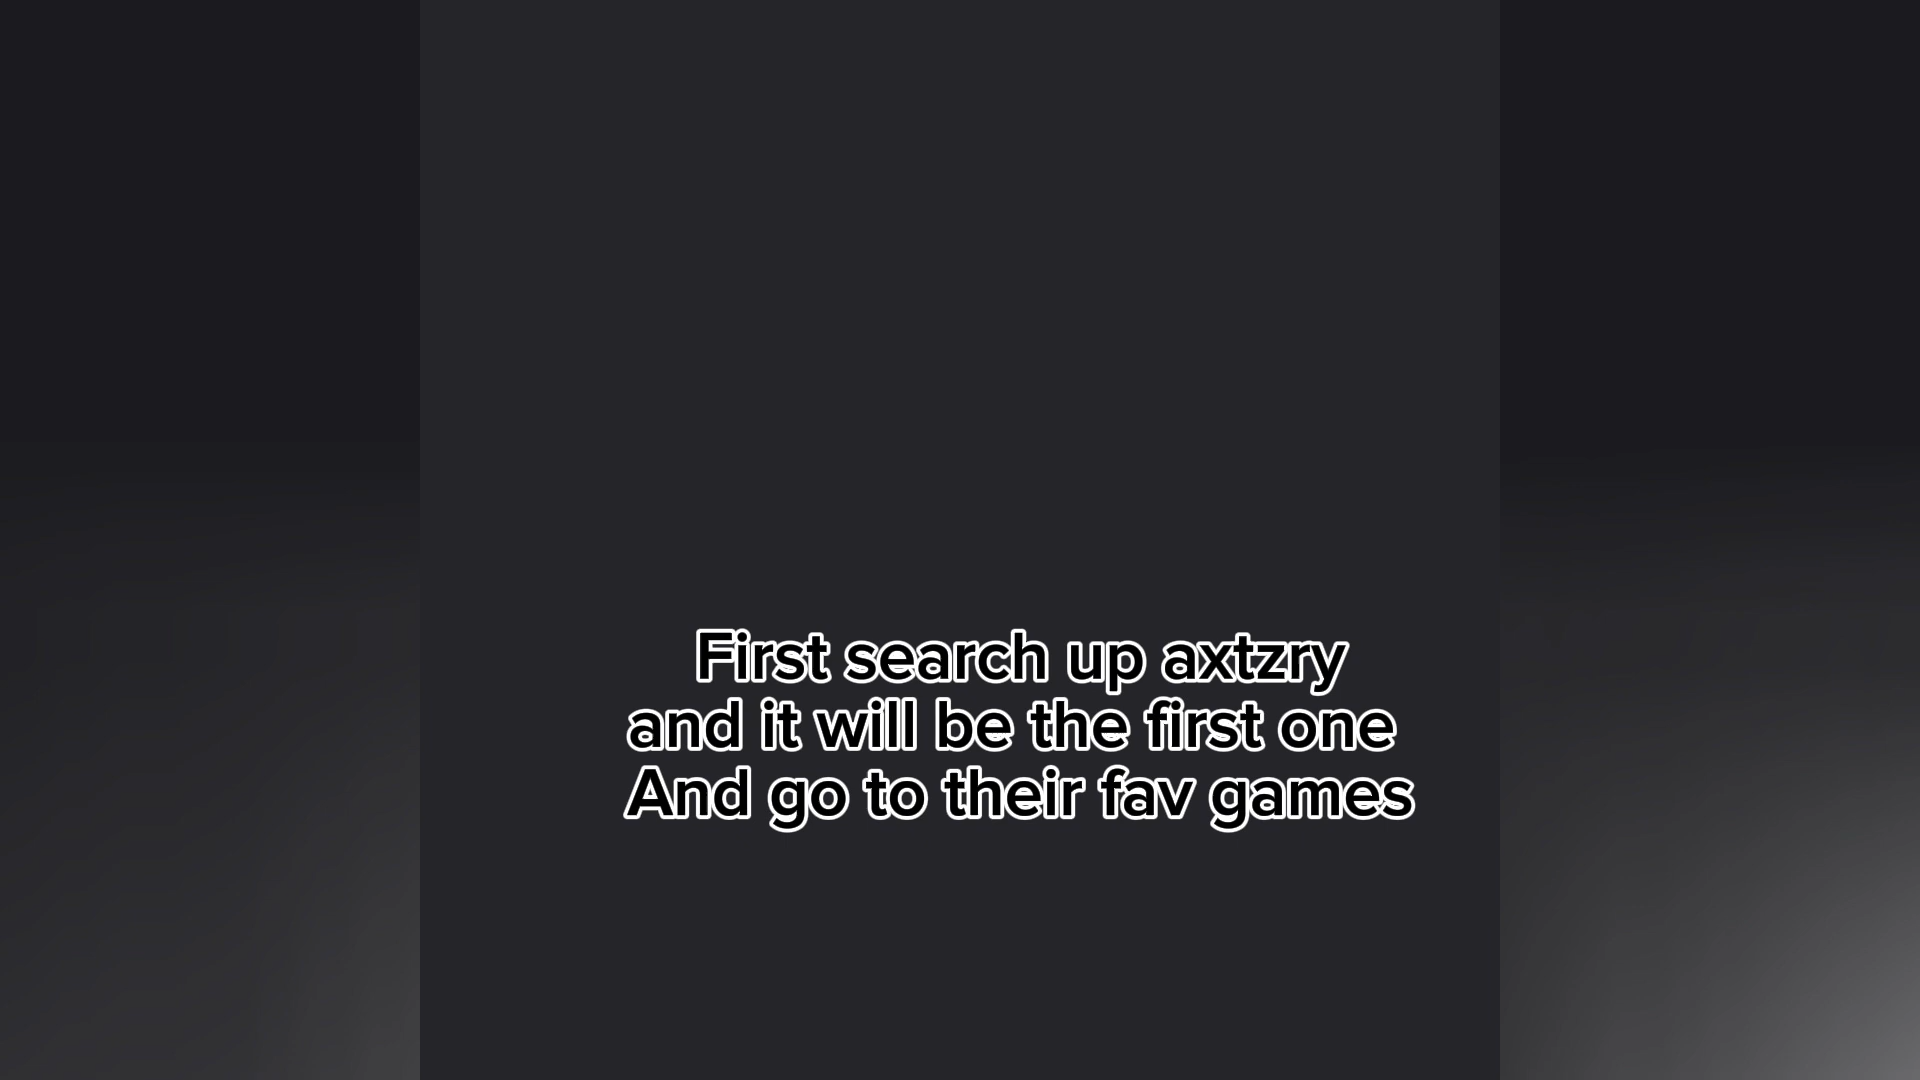 First search up axtzry
and it will be the first one
And go to their fav games